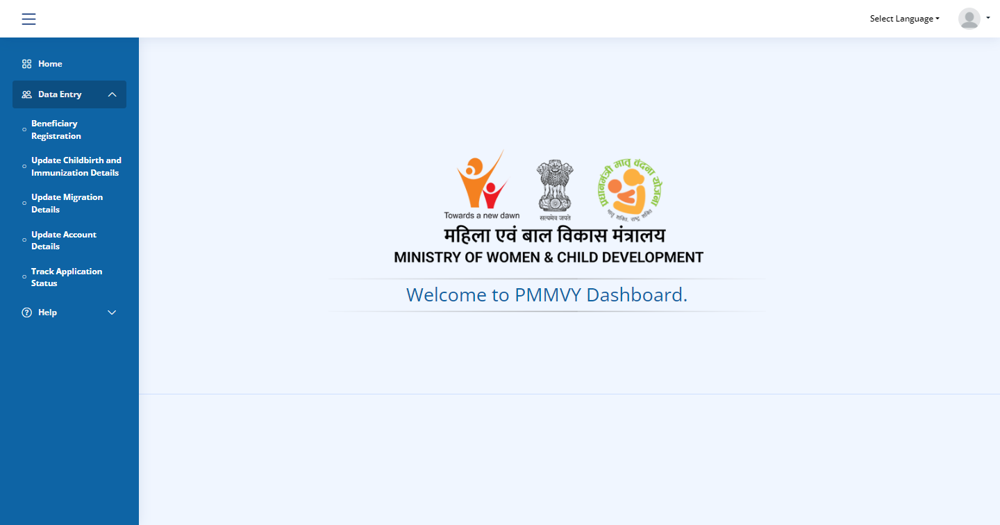 Select Language
Home
Data Entry
Beneficiary
Registration
Update Childbirth and
Immunization Details
Update Migration
Details
Update Account
Details
Track Application
Status
Help
प्रधानमंत्री मातृ वंदना योजना
मातृ शक्ति, राष्ट्र शक्ति
Towards a new dawn
सत्यमेव जयते
महिला एवं बाल विकास मंत्रालय
MINISTRY OF WOMEN & CHILD DEVELOPMENT
Welcome to PMMVY Dashboard.